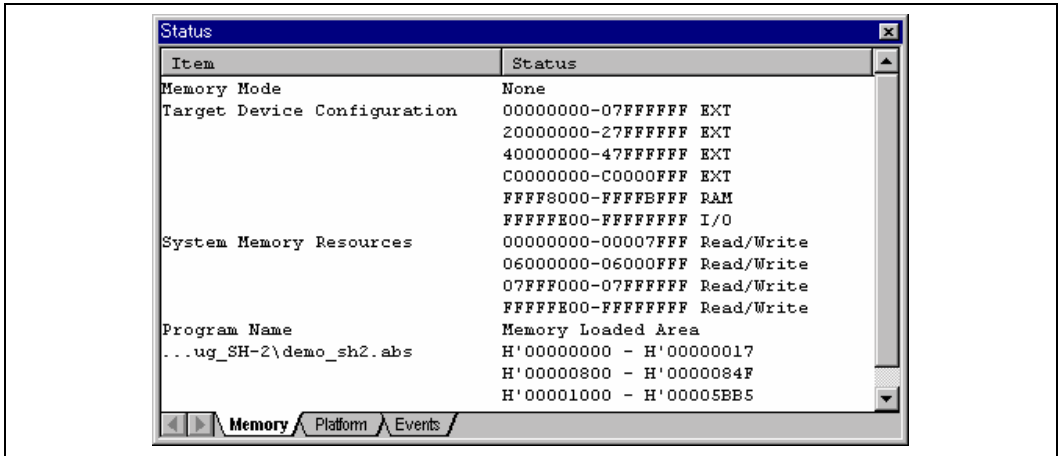 Status
Item Status
Memory Mode None
Target Device Configuration 00000000-07FFFFFF EXT
20000000-27FFFFFF EXT
40000000-47FFFFFF EXT
C0000000-C0000FFF EXT
FFFF8000-FFFFBFFF RAM
FFFFFE00-FFFFFFFF I/O
System Memory Resources 00000000-00007FFF Read/Write
06000000-06000FFF Read/Write
07FFF000-07FFFFFF Read/Write
FFFFFE00-FFFFFFFF Read/Write
Program Name Memory Loaded Area
...ug_SH-2\demo_sh2.abs H'00000000 - H'00000017
H'00000800 - H'0000084F
H'00001000 - H'00005BB5
Memory Platform Events